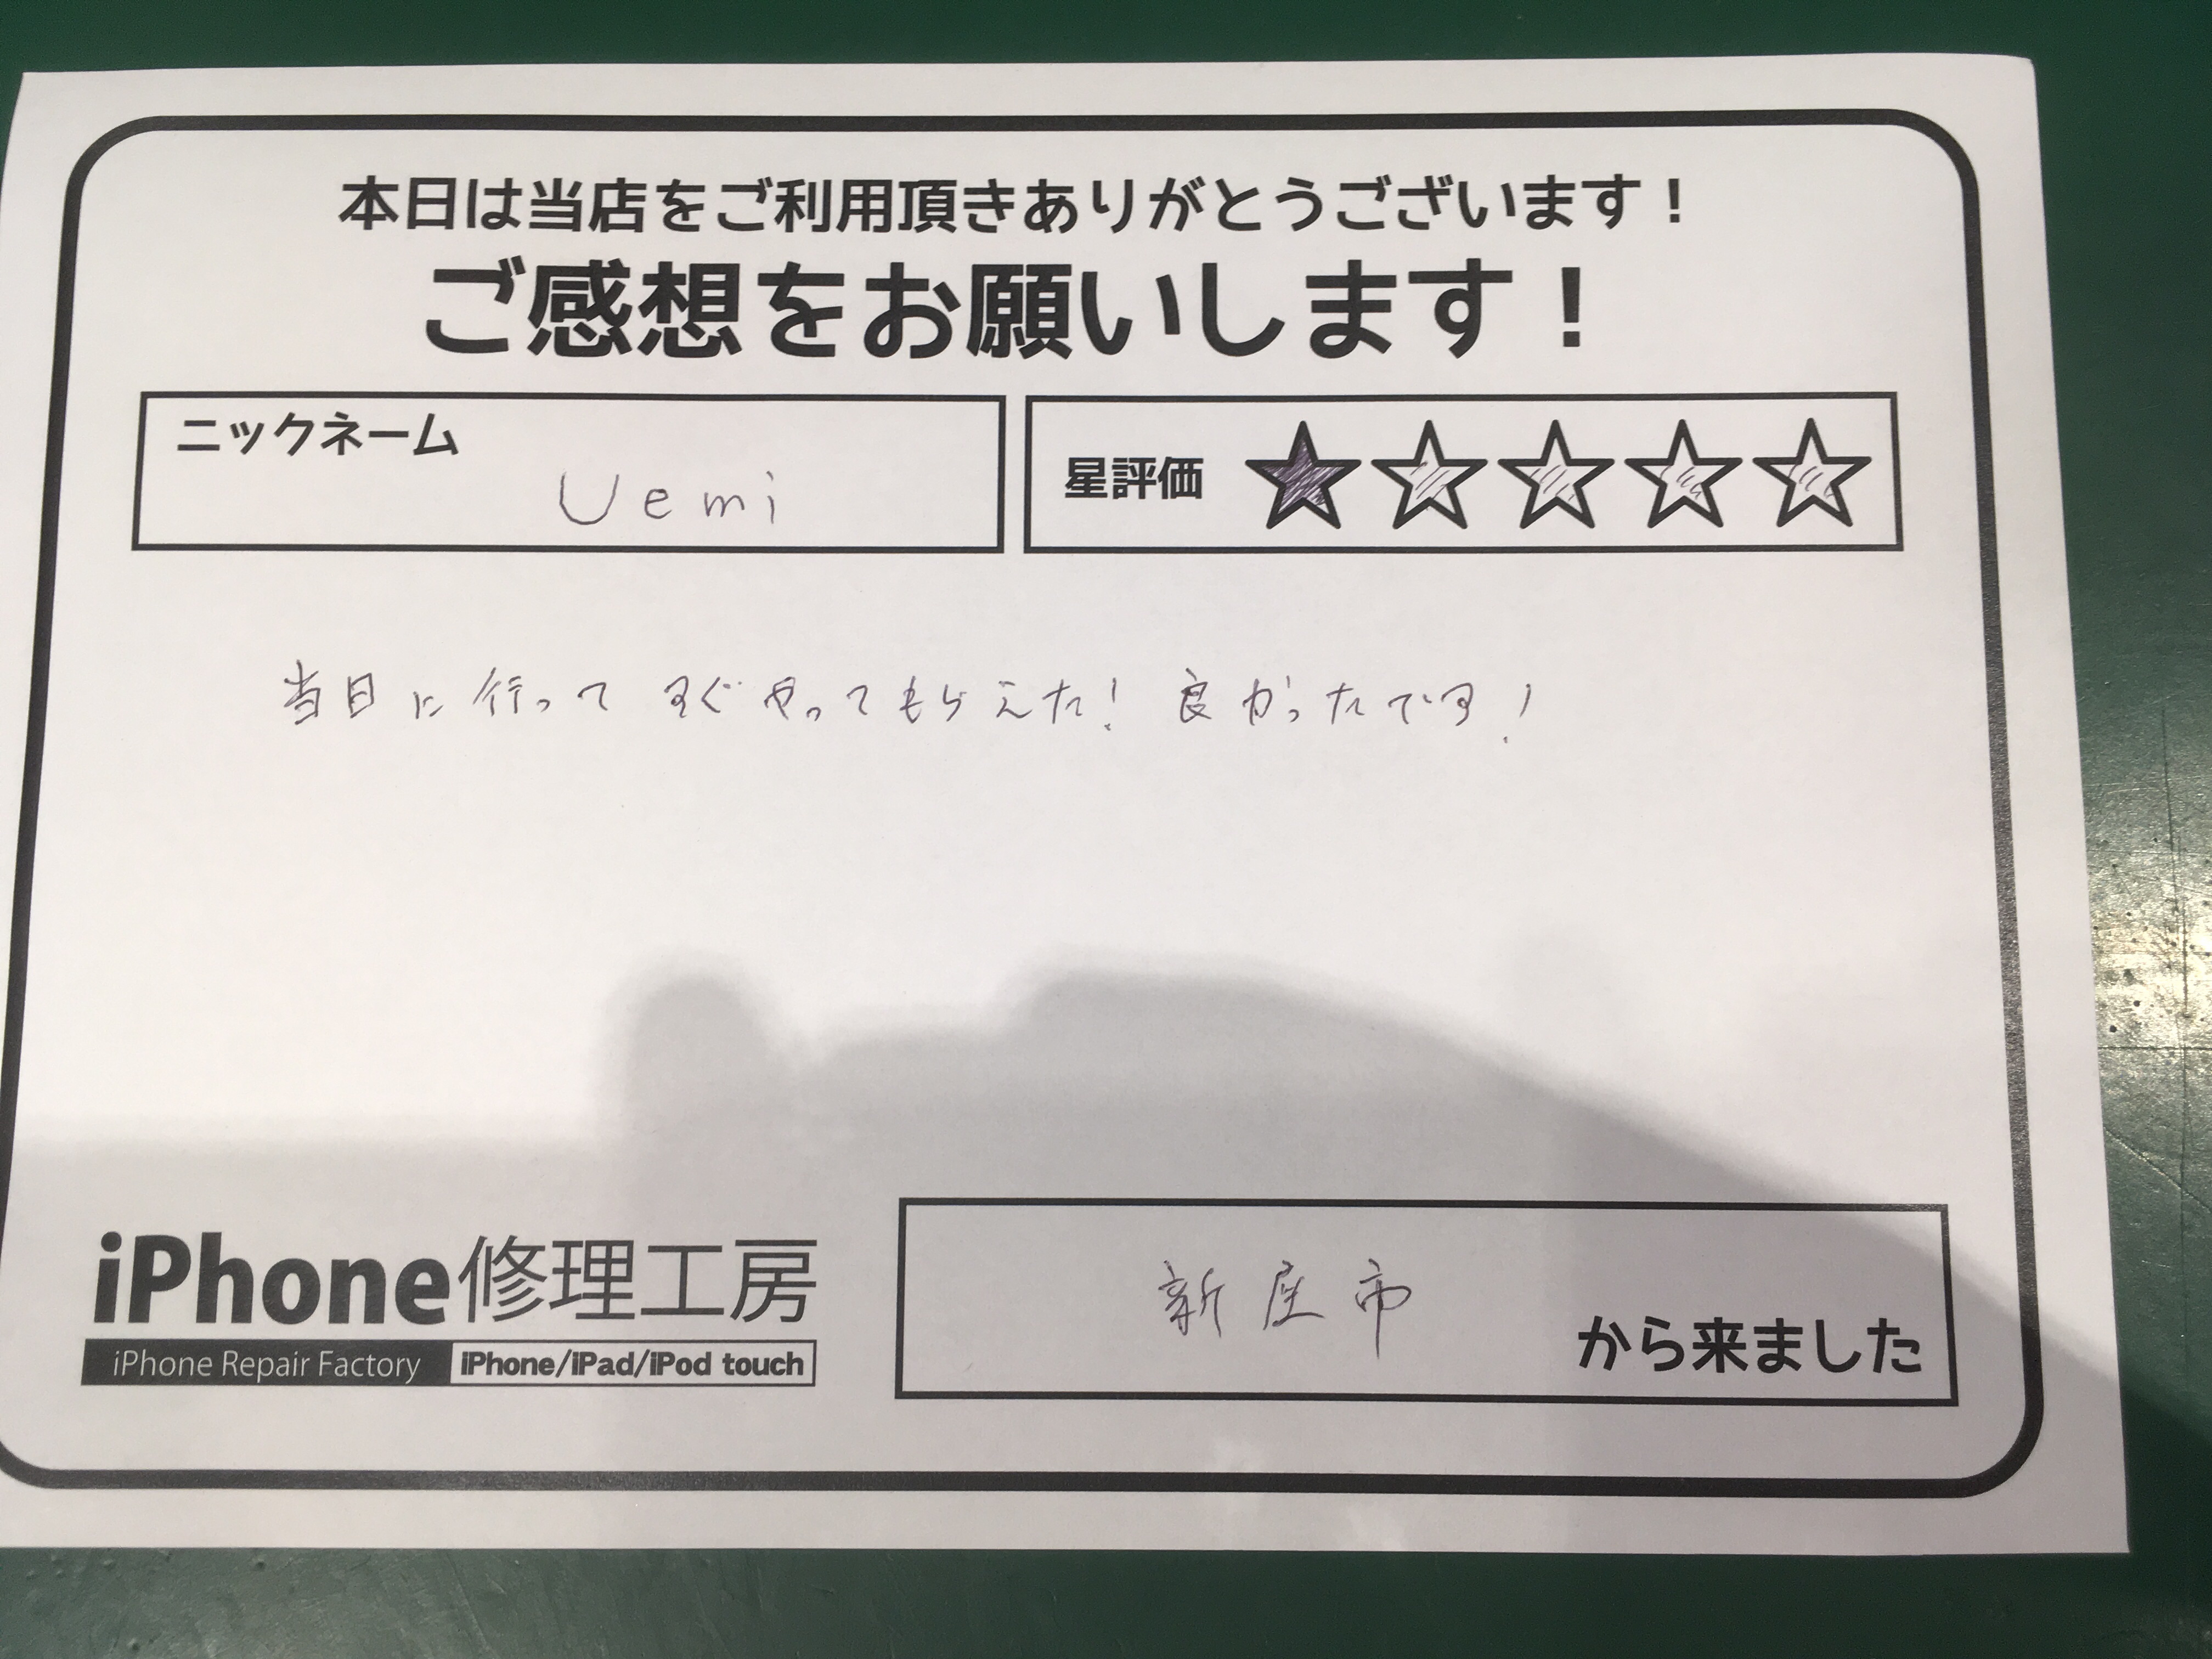 本日は当店をご利用頂きありがとうございます！
ご感想をお願いします！
ニックネーム
Uemi
星評価 ★☆☆☆☆
当日に行って すぐやってもらえた！ 良かったです！
iPhone修理工房
iPhone Repair Factory iPhone/iPad/iPod touch
新座市
から来ました